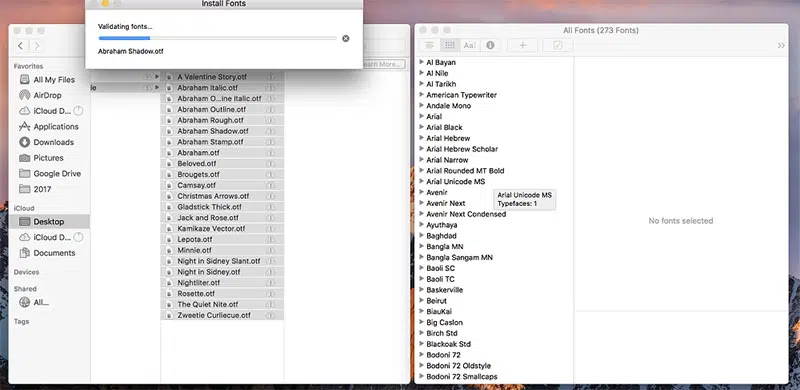 Install Fonts
Validating fonts...
Abraham Shadow.otf
Learn More...
Favorites
All My Files
AirDrop
iCloud D...
Applications
Downloads
Pictures
Google Drive
2017
iCloud
Desktop
iCloud D...
Documents
Devices
Shared
All...
Tags
A Valentine Story.otf
Abraham Italic.otf
Abraham O...ine Italic.otf
Abraham Outline.otf
Abraham Rough.otf
Abraham Shadow.otf
Abraham Stamp.otf
Abraham.otf
Beloved.otf
Brougets.otf
Camsay.otf
Christmas Arrows.otf
Gladstick Thick.otf
Jack and Rose.otf
Kamikaze Vector.otf
Lepota.otf
Minnie.otf
Night in Sidney Slant.otf
Night in Sidney.otf
Nightliter.otf
Rosette.otf
The Quiet Nite.otf
Zweetie Curliecue.otf
All Fonts (273 Fonts)
Al Bayan
Al Nile
Al Tarikh
American Typewriter
Andale Mono
Arial
Arial Black
Arial Hebrew
Arial Hebrew Scholar
Arial Narrow
Arial Rounded MT Bold
Arial Unicode MS
Avenir
Avenir Next
Avenir Next Condensed
Ayuthaya
Baghdad
Bangla MN
Bangla Sangam MN
Baoli SC
Baoli TC
Baskerville
Beirut
BiauKai
Big Caslon
Birch Std
Blackoak Std
Bodoni 72
Bodoni 72 Oldstyle
Bodoni 72 Smallcaps
Arial Unicode MS
Typefaces: 1
No fonts selected